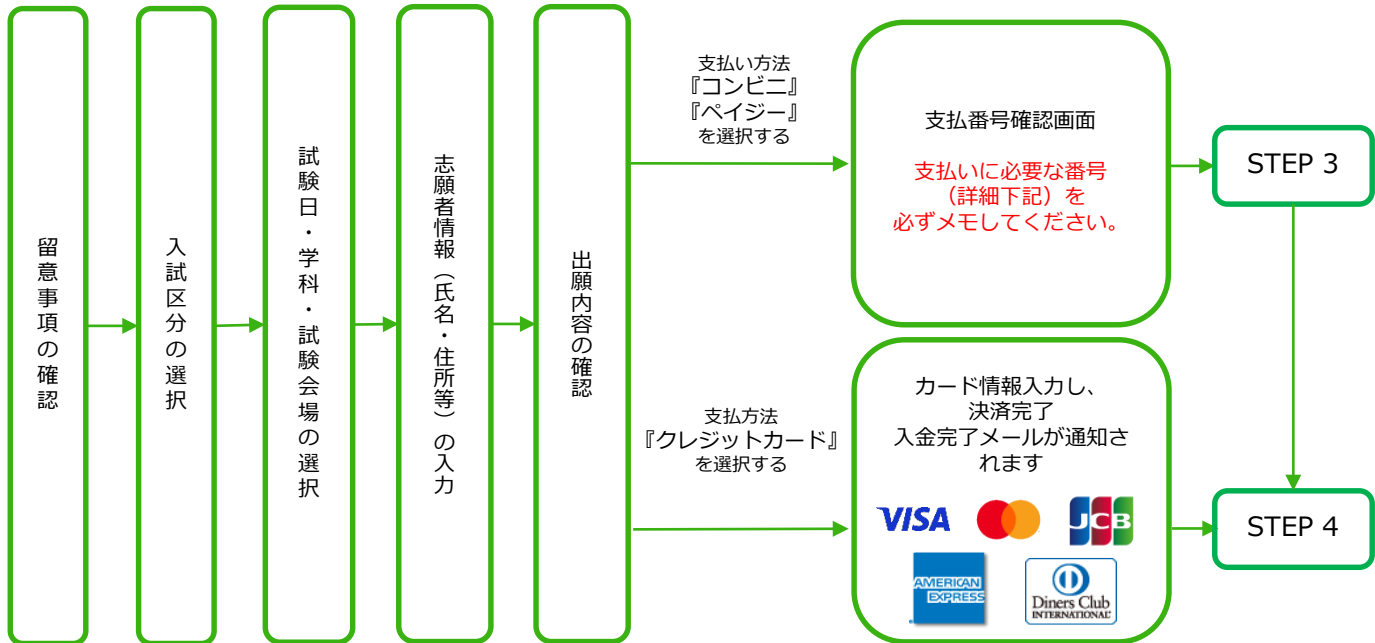 留意事項の確認
入試区分の選択
試験日・学科・試験会場の選択
志願者情報（氏名・住所等）の入力
出願内容の確認
支払い方法
『コンビニ』
『ペイジー』
を選択する
支払番号確認画面
支払いに必要な番号
（詳細下記）を
必ずメモしてください。
STEP 3
支払方法
『クレジットカード』
を選択する
カード情報入力し、
決済完了
入金完了メールが通知さ
れます
VISA
JCB
AMERICAN
EXPRESS
Diners Club
INTERNATIONAL
STEP 4